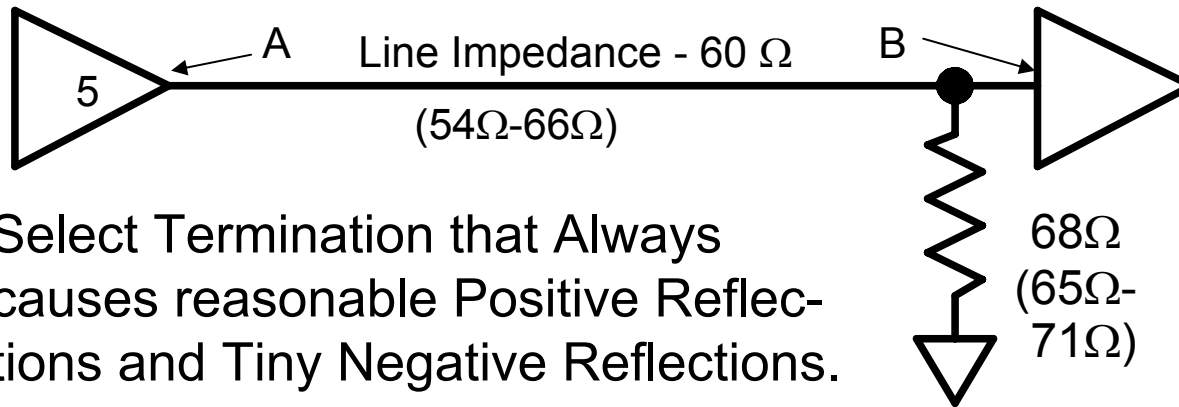 A
Line Impedance - 60 Ω
B
5
(54Ω-66Ω)
Select Termination that Always
causes reasonable Positive Reflec-
tions and Tiny Negative Reflections.
68Ω
(65Ω-
71Ω)